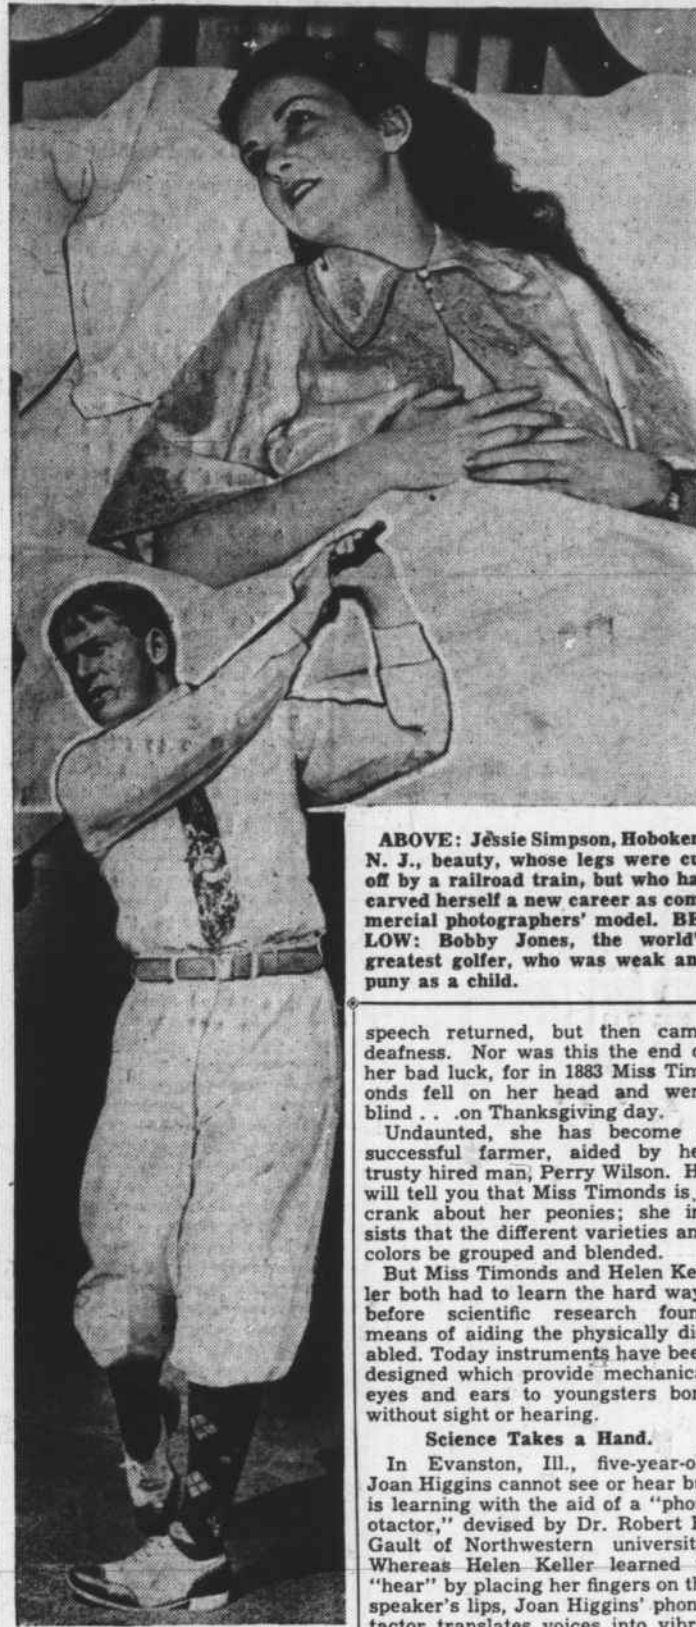 ABOVE: Jessie Simpson, Hoboken
N. J., beauty, whose legs were cu
off by a railroad train, but who ha
carved herself a new career as com
mercial photographers' model. BE
LOW: Bobby Jones, the world'
greatest golfer, who was weak an
puny as a child.
speech returned, but then cam
deafness. Nor was this the end o
her bad luck, for in 1883 Miss Tim
onds fell on her head and wen
blind . . .on Thanksgiving day.
Undaunted, she has become
successful farmer, aided by he
trusty hired man, Perry Wilson. H
will tell you that Miss Timonds is
crank about her peonies; she in
sists that the different varieties an
colors be grouped and blended.
But Miss Timonds and Helen Kel
ler both had to learn the hard way
before scientific research foun
means of aiding the physically dis
abled. Today instruments have bee
designed which provide mechanica
eyes and ears to youngsters bor
without sight or hearing.
Science Takes a Hand.
In Evanston, Ill., five-year-o
Joan Higgins cannot see or hear b
is learning with the aid of a "phon
otactor," devised by Dr. Robert H
Gault of Northwestern universit
Whereas Helen Keller learned
"hear" by placing her fingers on th
speaker's lips, Joan Higgins' phon
tactor translates voices into vibr